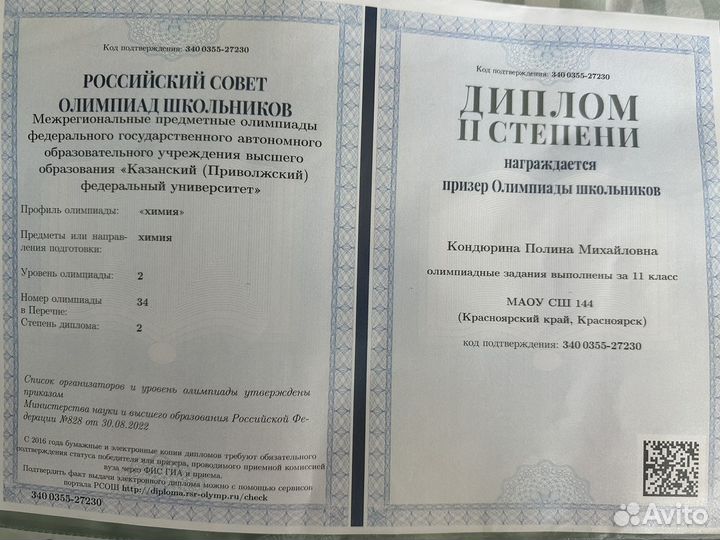 Код подтверждения: 340 0355-27230
РОССИЙСКИЙ СОВЕТ
ОЛИМПИАД ШКОЛЬНИКОВ
Межрегиональные предметные олимпиады
федерального государственного автономного
образовательного учреждения высшего
образования «Казанский (Приволжский)
федеральный университет»
Профиль олимпиады: «химия»
Предметы или направ- химия
ления подготовки:
Уровень олимпиады: 2
Номер олимпиады 34
в Перечне:
Степень диплома: 2
Список организаторов и уровень олимпиады утверждены
приказом
Министерства науки и высшего образования Российской Фе-
дерации №828 от 30.08.2022
С 2016 года бумажные и электронные копии дипломов требуют обязательного
подтверждения статуса победителя или призера, проводимого приемной комиссией
вуза через ФИС ГИА и приема.
Подтвердить факт выдачи электронного диплома можно с помощью сервисов
портала РСОШ http://diploma.rsr-olymp.ru/check
340 0355-27230
Код подтверждения: 340 0355-27230
ДИПЛОМ
II СТЕПЕНИ
награждается
призер Олимпиады школьников
Кондюрина Полина Михайловна
олимпиадные задания выполнены за 11 класс
МАОУ СШ 144
(Красноярский край, Красноярск)
код подтверждения: 340 0355-27230
Avito